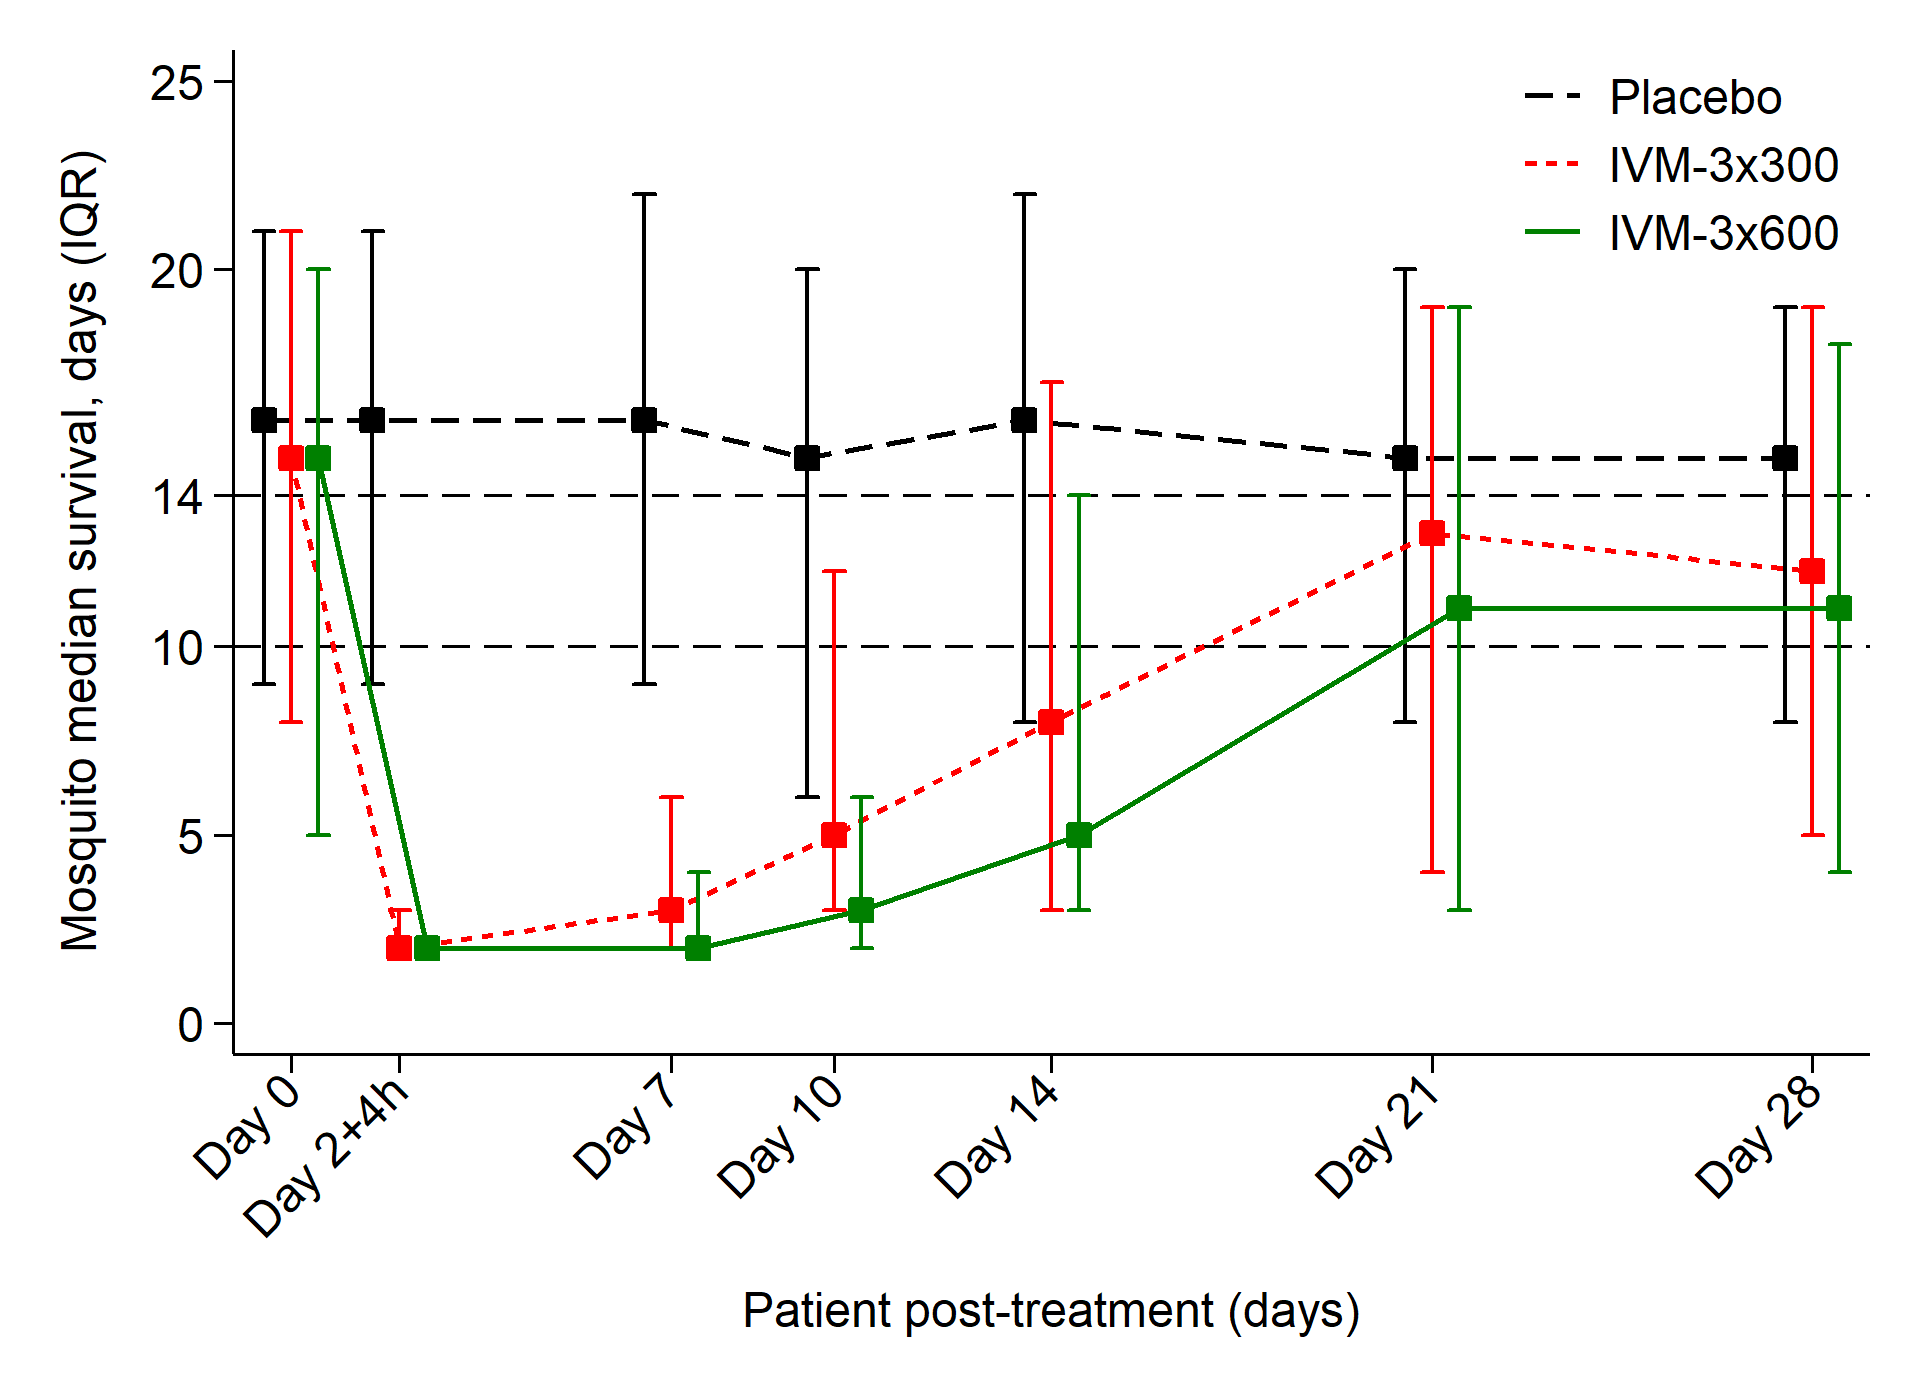 Mosquito median survival, days (IQR)
25
20
14
10
5
0
Placebo
IVM-3x300
IVM-3x600
Day 0
Day 2+4h
Day 7
Day 10
Day 14
Day 21
Day 28
Patient post-treatment (days)